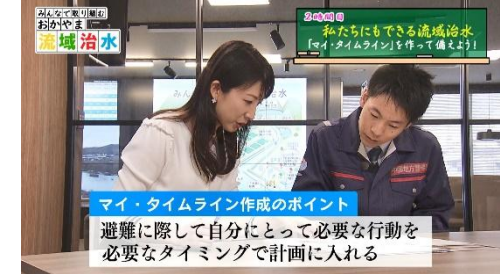 みんなで取り組む
おかやま
流域治水
2時間目
私たちにもできる流域治水
「マイ・タイムライン」を作って備えよう!
マイ・タイムライン作成のポイント
避難に際して自分にとって必要な行動を
必要なタイミングで計画に入れる